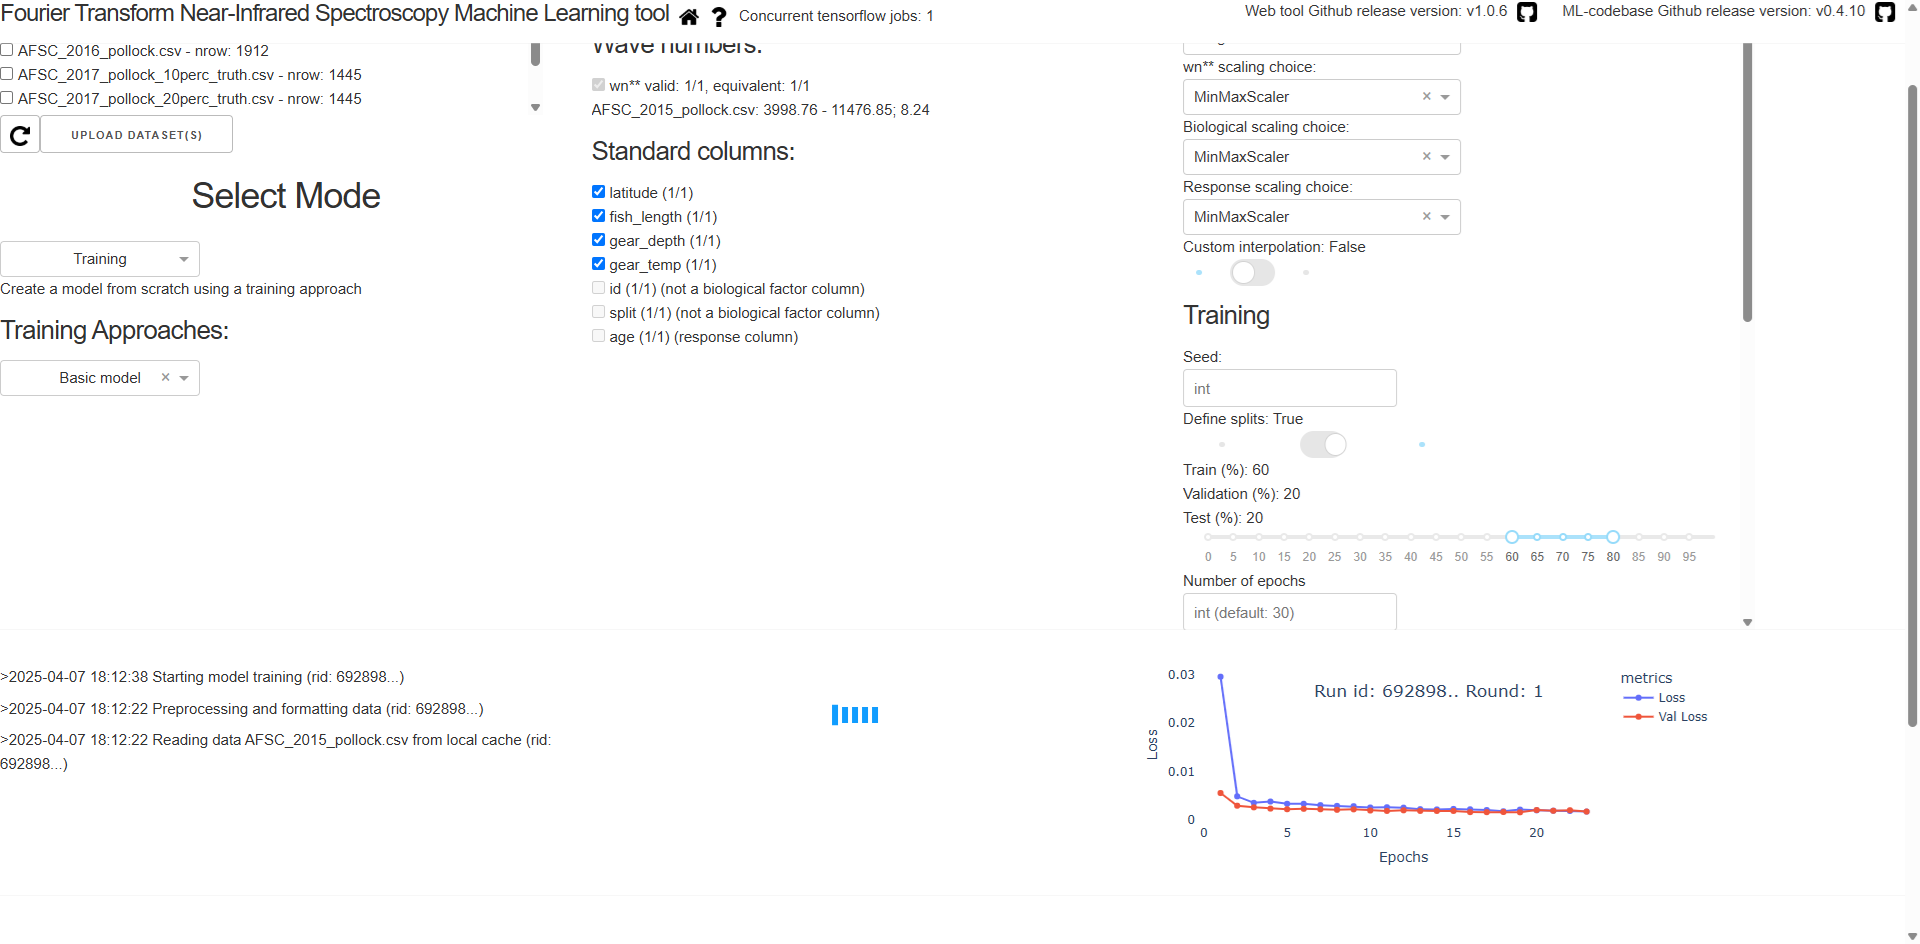 Fourier Transform Near-Infrared Spectroscopy Machine Learning tool
Concurrent tensorflow jobs: 1
Web tool Github release version: v1.0.6
ML-codebase Github release version: v0.4.10
AFSC_2016_pollock.csv - nrow: 1912
AFSC_2017_pollock_10perc_truth.csv - nrow: 1445
AFSC_2017_pollock_20perc_truth.csv - nrow: 1445
UPLOAD DATASET(S)
Select Mode
Training
Create a model from scratch using a training approach
Training Approaches:
Basic model
Wave numbers:
wn** valid: 1/1, equivalent: 1/1
AFSC_2015_pollock.csv: 3998.76 - 11476.85; 8.24
Standard columns:
latitude (1/1)
fish_length (1/1)
gear_depth (1/1)
gear_temp (1/1)
id (1/1) (not a biological factor column)
split (1/1) (not a biological factor column)
age (1/1) (response column)
wn** scaling choice:
MinMaxScaler
Biological scaling choice:
MinMaxScaler
Response scaling choice:
MinMaxScaler
Custom interpolation: False
Training
Seed:
int
Define splits: True
Train (%): 60
Validation (%): 20
Test (%): 20
0 5 10 15 20 25 30 35 40 45 50 55 60 65 70 75 80 85 90 95
Number of epochs
int (default: 30)
>2025-04-07 18:12:38 Starting model training (rid: 692898...)
>2025-04-07 18:12:22 Preprocessing and formatting data (rid: 692898...)
>2025-04-07 18:12:22 Reading data AFSC_2015_pollock.csv from local cache (rid:
692898...)
Run id: 692898.. Round: 1
metrics
Loss
Val Loss
Loss
0.03
0.02
0.01
0
0 5 10 15 20
Epochs